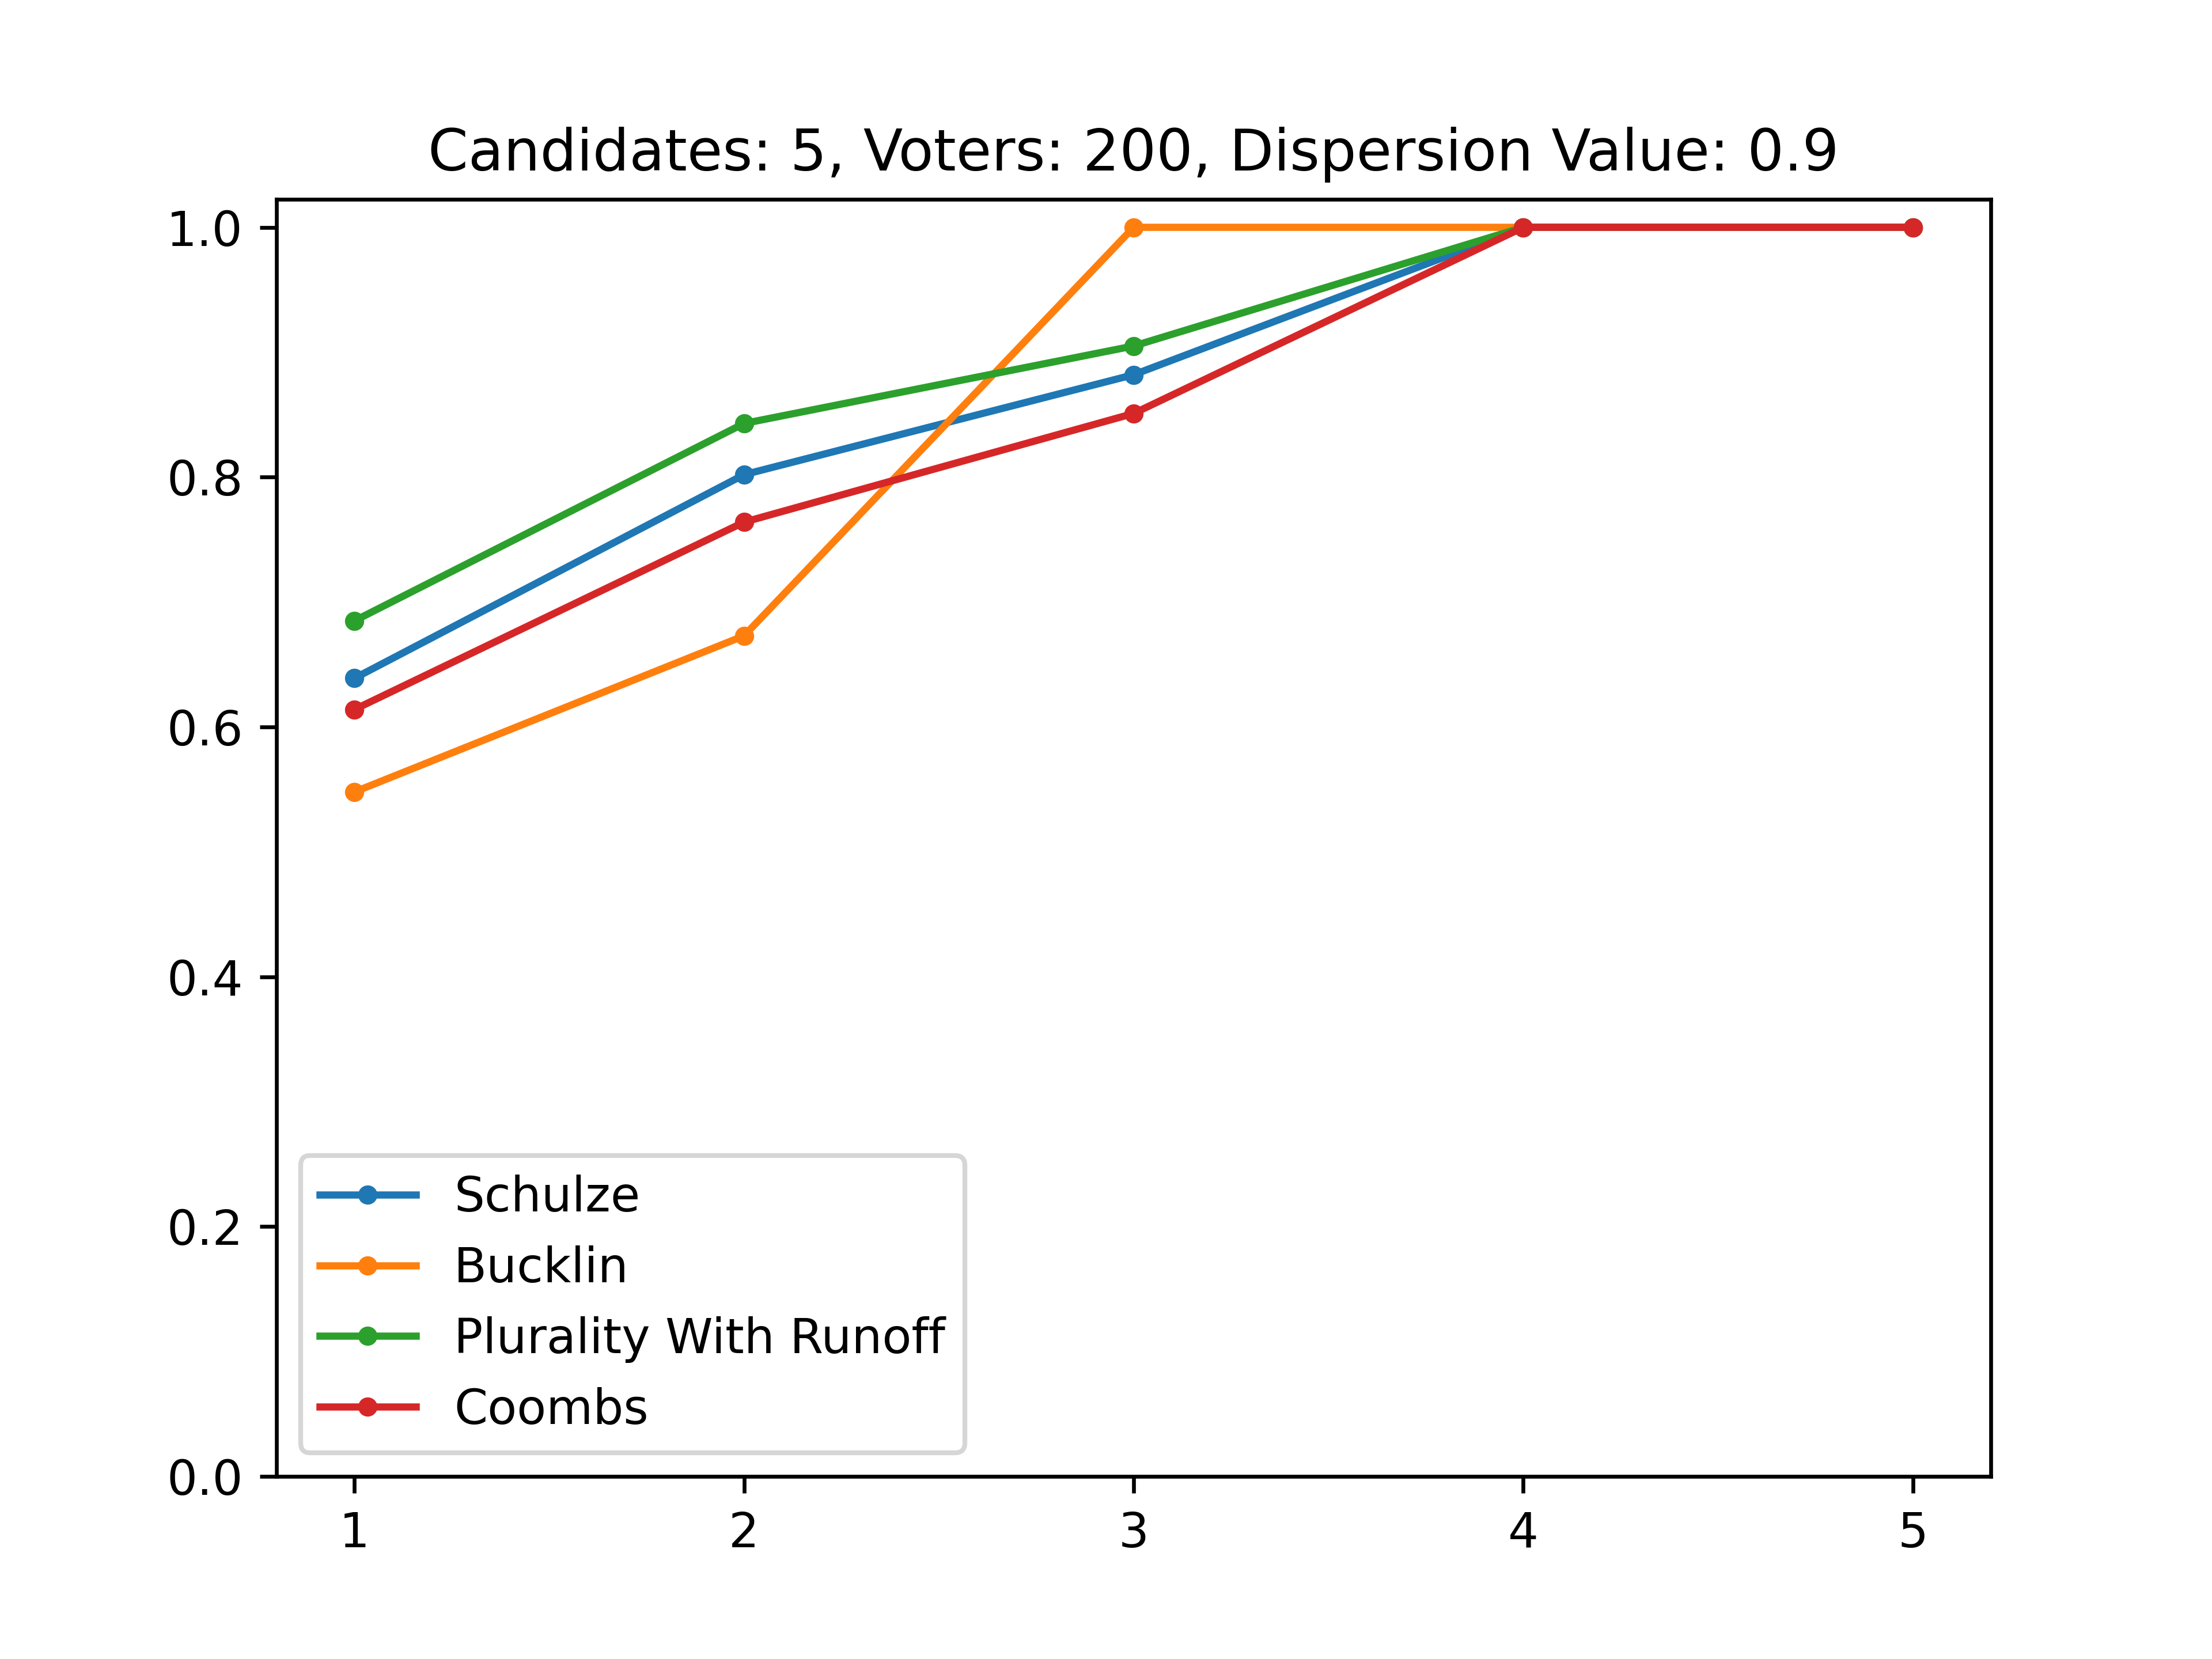 Candidates: 5, Voters: 200, Dispersion Value: 0.9
1.0
0.8
0.6
0.4
0.2
0.0
Schulze
Bucklin
Plurality With Runoff
Coombs
1 2 3 4 5